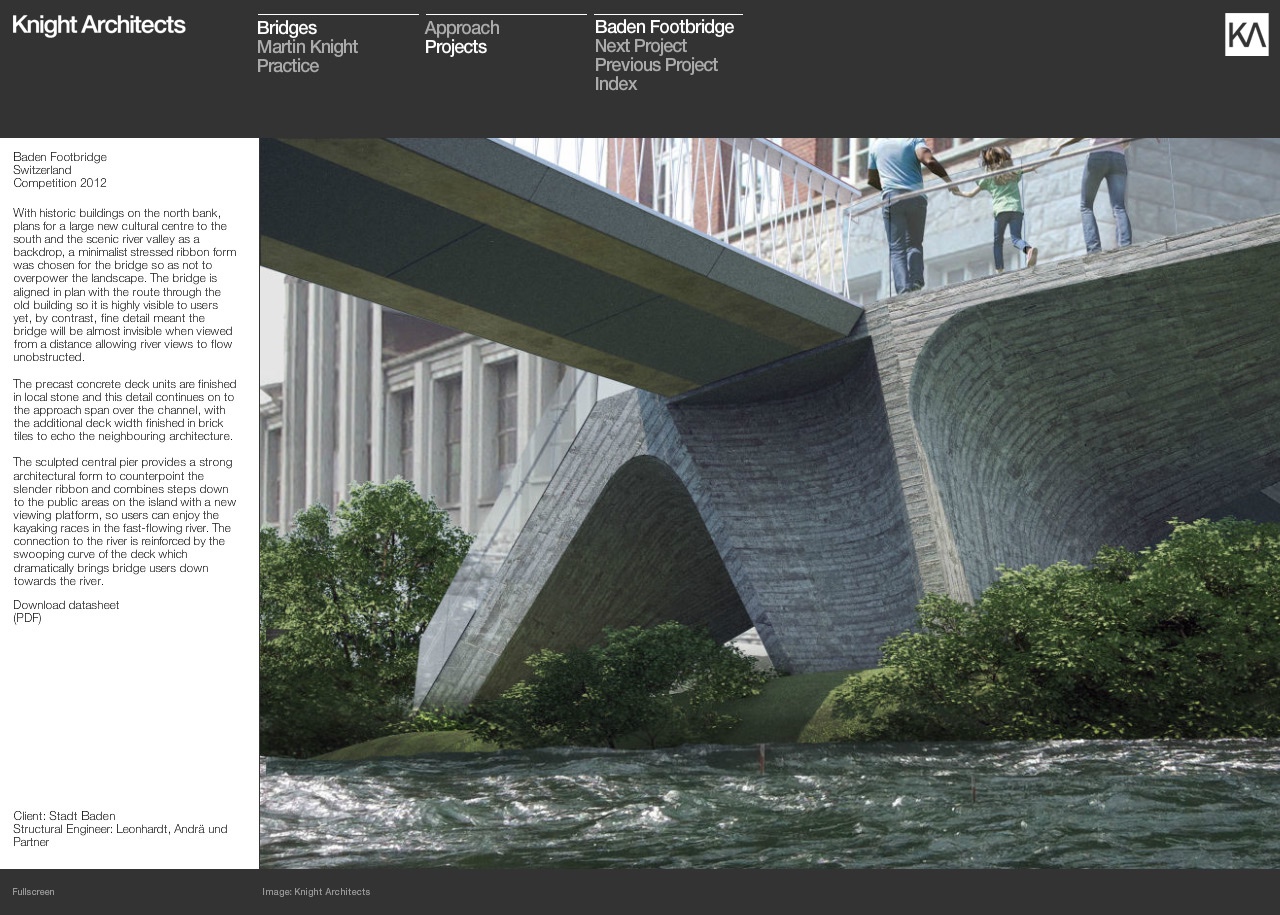 Knight Architects
Bridges
Martin Knight
Practice
Approach
Projects
Baden Footbridge
Next Project
Previous Project
Index
KA
Baden Footbridge
Switzerland
Competition 2012
With historic buildings on the north bank,
plans for a large new cultural centre to the
south and the scenic river valley as a
backdrop, a minimalist stressed ribbon form
was chosen for the bridge so as not to
overpower the landscape. The bridge is
aligned in plan with the route through the
old building so it is highly visible to users
yet, by contrast, fine detail meant the
bridge will be almost invisible when viewed
from a distance allowing river views to flow
unobstructed.
The precast concrete deck units are finished
in local stone and this detail continues on to
the approach span over the channel, with
the additional deck width finished in brick
tiles to echo the neighbouring architecture.
The sculpted central pier provides a strong
architectural form to counterpoint the
slender ribbon and combines steps down
to the public areas on the island with a new
viewing platform, so users can enjoy the
kayaking races in the fast-flowing river. The
connection to the river is reinforced by the
swooping curve of the deck which
dramatically brings bridge users down
towards the river.
Download datasheet
(PDF)
Client: Stadt Baden
Structural Engineer: Leonhardt, Andrä und
Partner
Fullscreen
Image: Knight Architects